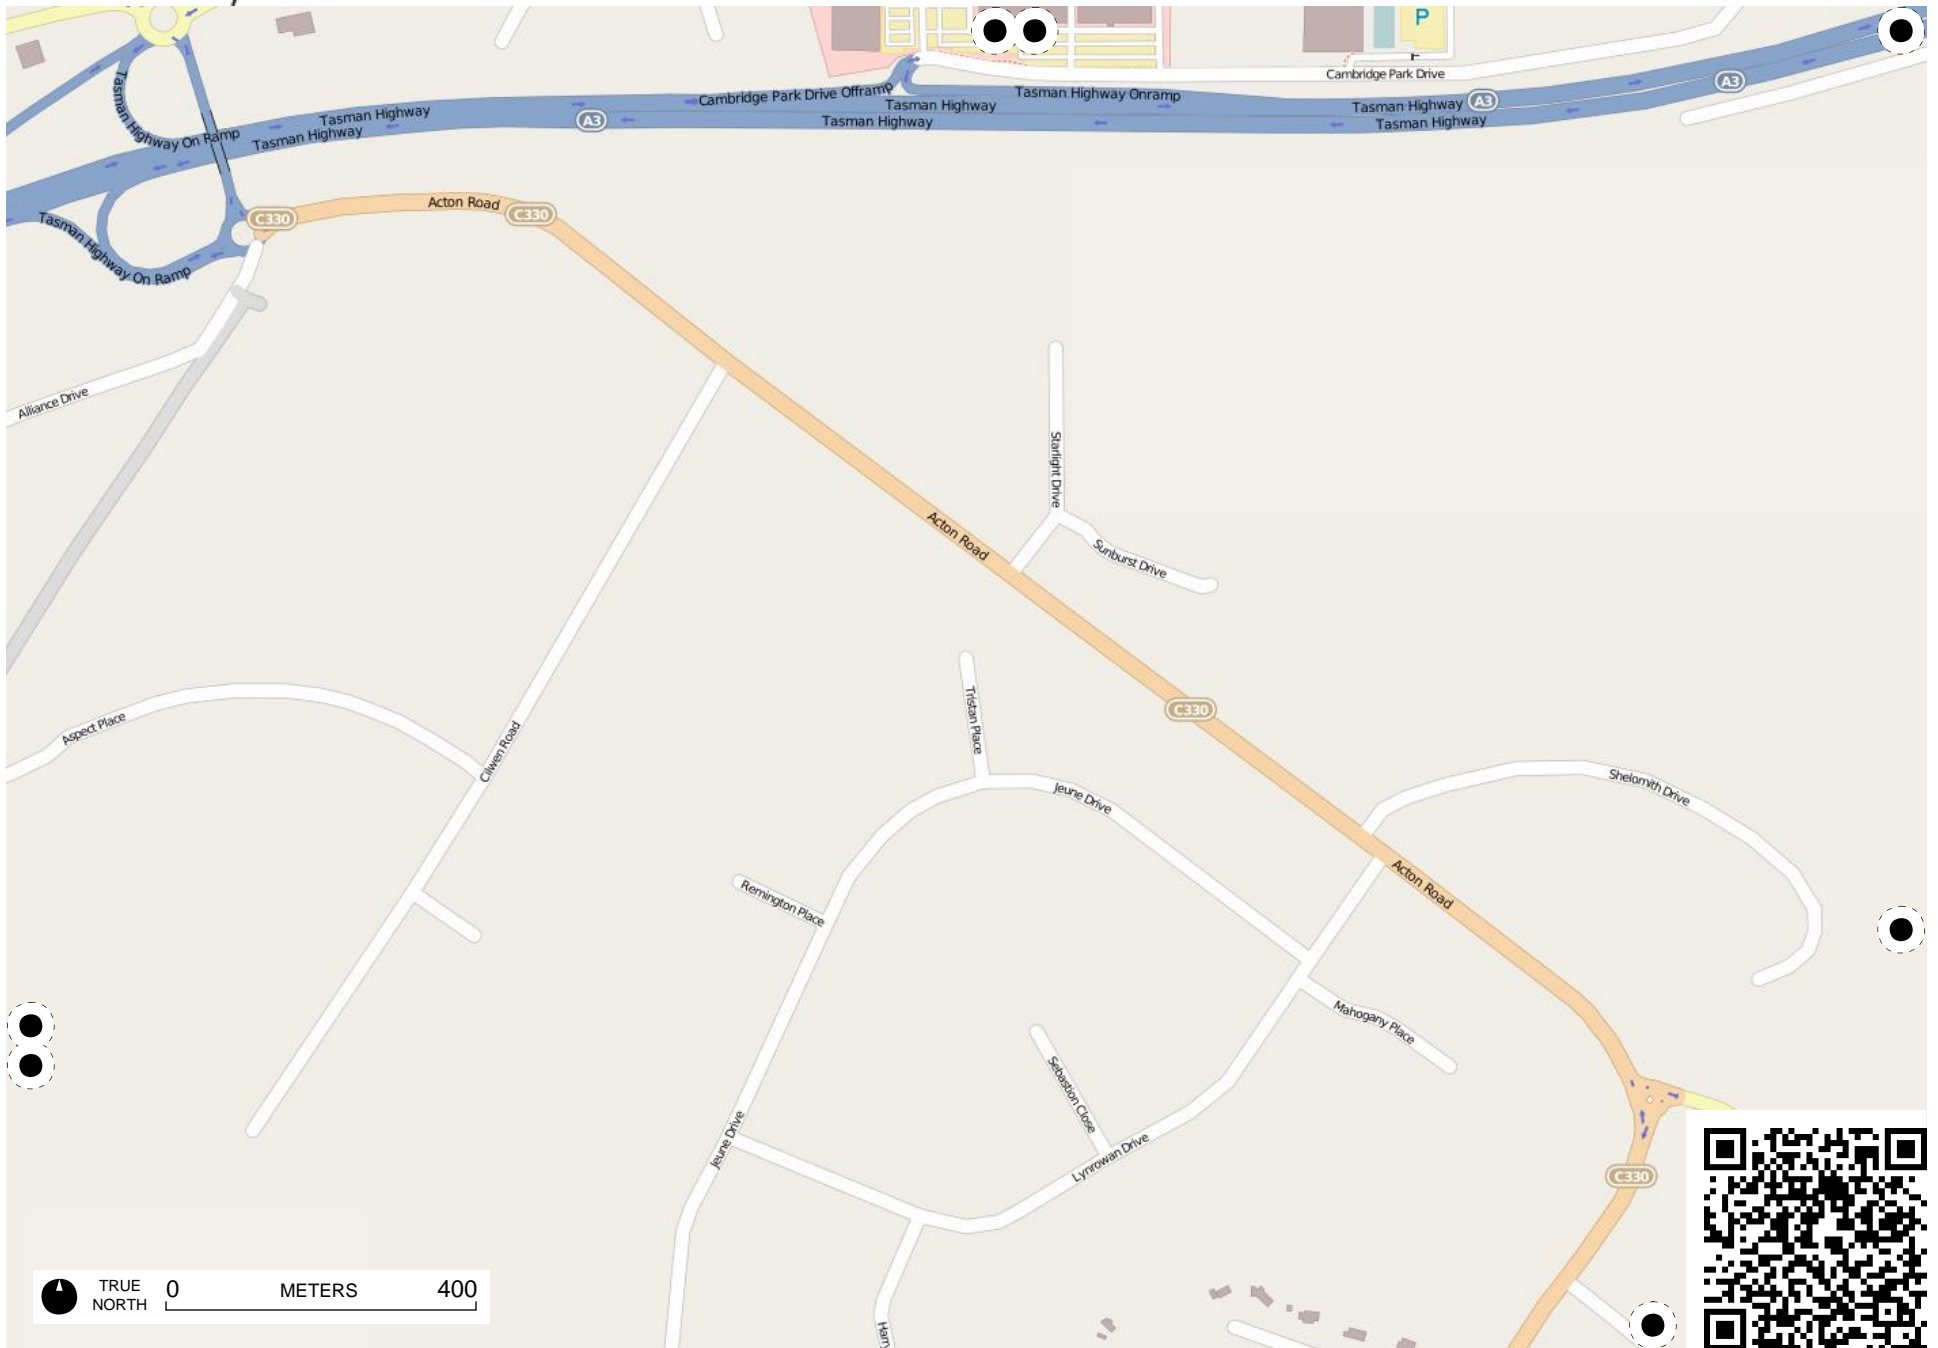 P
Cambridge Park Drive
A3
Cambridge Park Drive Offramp
Tasman Highway Onramp
Tasman Highway
Tasman Highway
Tasman Highway
A3
A3
Tasman Highway
Tasman Highway
Tasman Highway
Tasman Highway On Ramp
Tasman Highway
Acton Road
C330
C330
Tasman Highway On Ramp
Alliance Drive
Starlight Drive
Acton Road
Sunburst Drive
C330
Tristan Place
Aspect Place
Cilwen Road
Jeune Drive
Shelomith Drive
Acton Road
Remington Place
Mahogany Place
Sebastion Close
Jeune Drive
Lynrowan Drive
C330
TRUE
NORTH
0 METERS 400